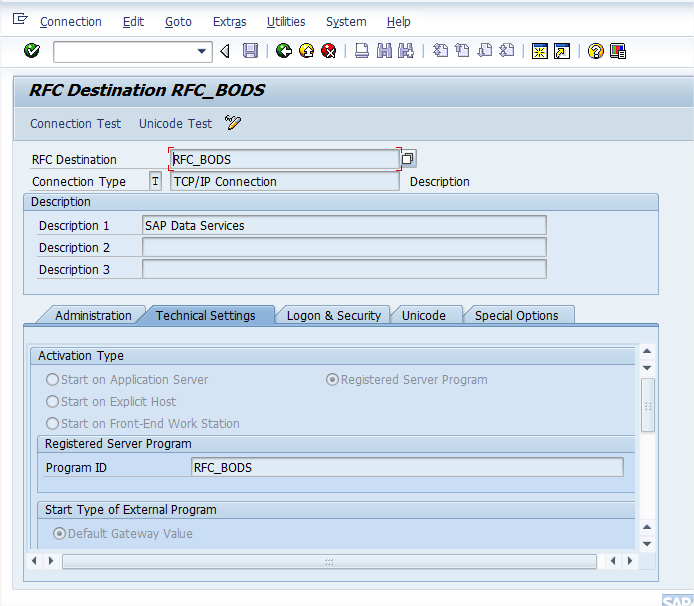 Connection Edit Goto Extras Utilities System Help
RFC Destination RFC_BODS
Connection Test Unicode Test
RFC Destination RFC_BODS
Connection Type T TCP/IP Connection Description
Description
Description 1 SAP Data Services
Description 2
Description 3
Administration Technical Settings Logon & Security Unicode Special Options
Activation Type
Start on Application Server Registered Server Program
Start on Explicit Host
Start on Front-End Work Station
Registered Server Program
Program ID RFC_BODS
Start Type of External Program
Default Gateway Value
SAP